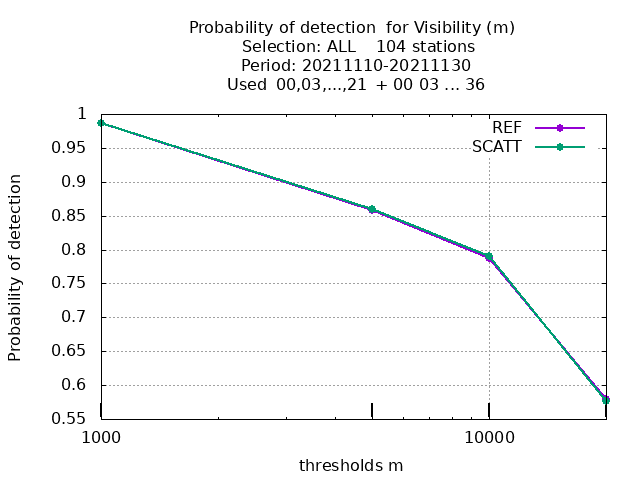 Probability of detection  for Visibility (m)
Selection: ALL    104 stations
Period: 20211110-20211130
Used  00,03,...,21  + 00 03 ... 36
REF
SCATT
Probability of detection
1
0.95
0.9
0.85
0.8
0.75
0.7
0.65
0.6
0.55
1000
10000
thresholds m